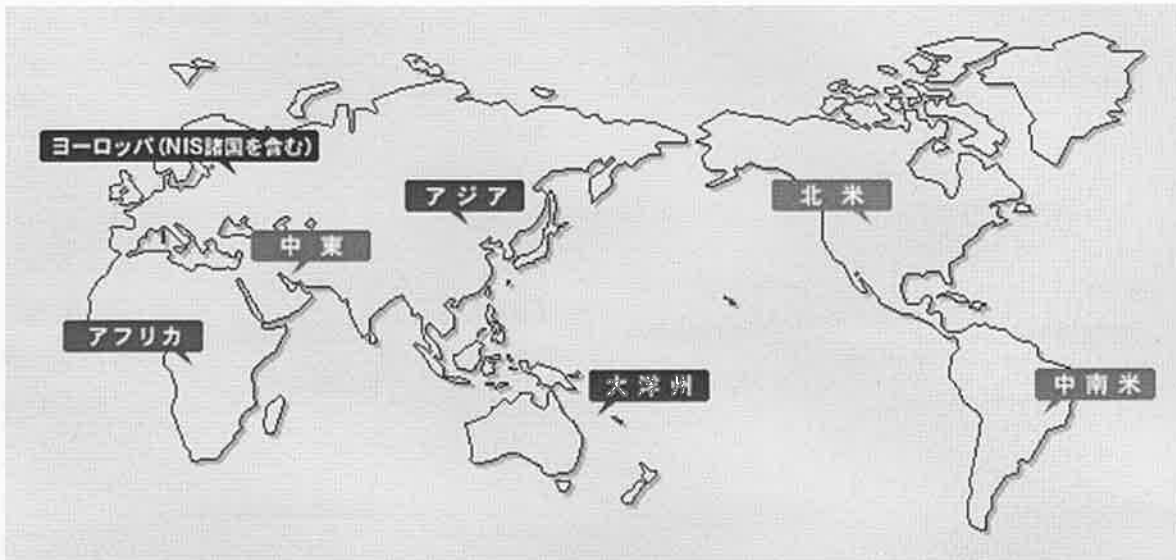 ヨーロッパ(NIS諸国を含む)
アジア
北米
中東
アフリカ
大洋州
中南米